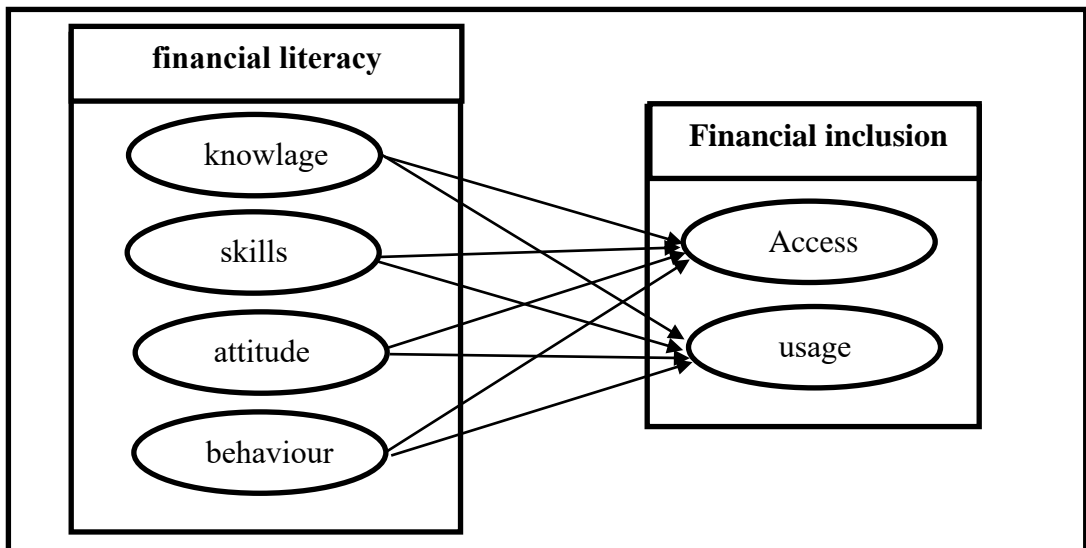 financial literacy
knowlage
skills
attitude
behaviour
Financial inclusion
Access
usage